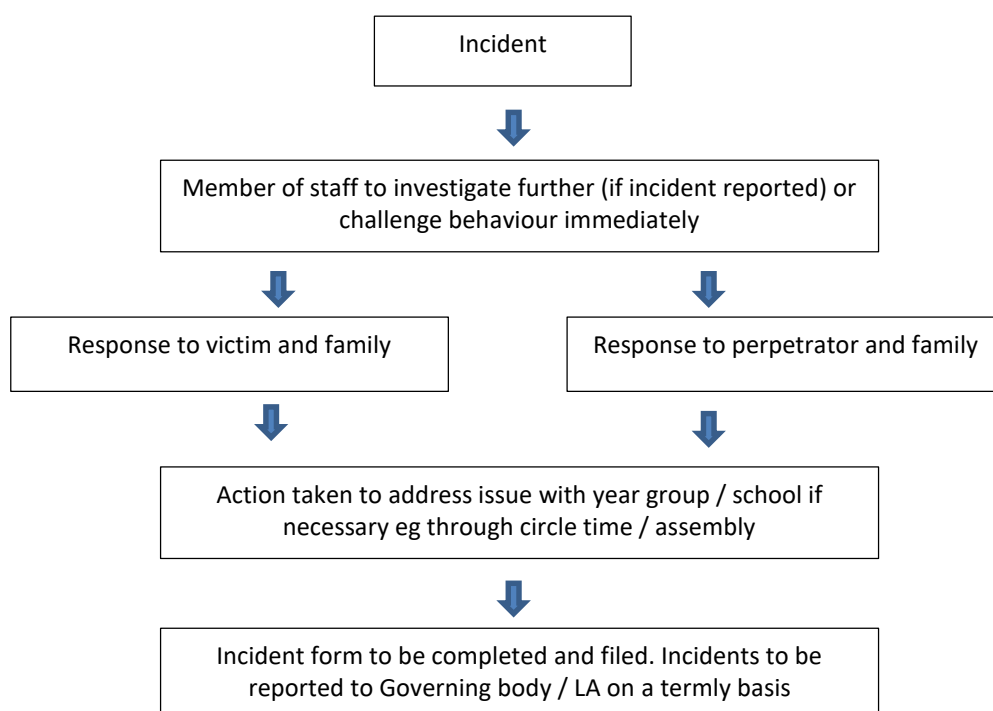 Incident
Member of staff to investigate further (if incident reported) or
challenge behaviour immediately
Response to victim and family
Response to perpetrator and family
Action taken to address issue with year group / school if
necessary eg through circle time / assembly
Incident form to be completed and filed. Incidents to be
reported to Governing body / LA on a termly basis